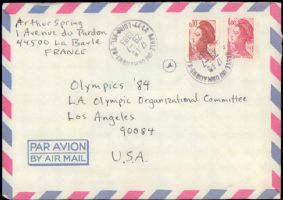 Arthur Spring
1 Avenue du Pardon
44500 La Baule
FRANCE
Olympics '84
L.A. Olympic Organizational Committee
Los Angeles
90084
U.S.A.
PAR AVION
BY AIR MAIL